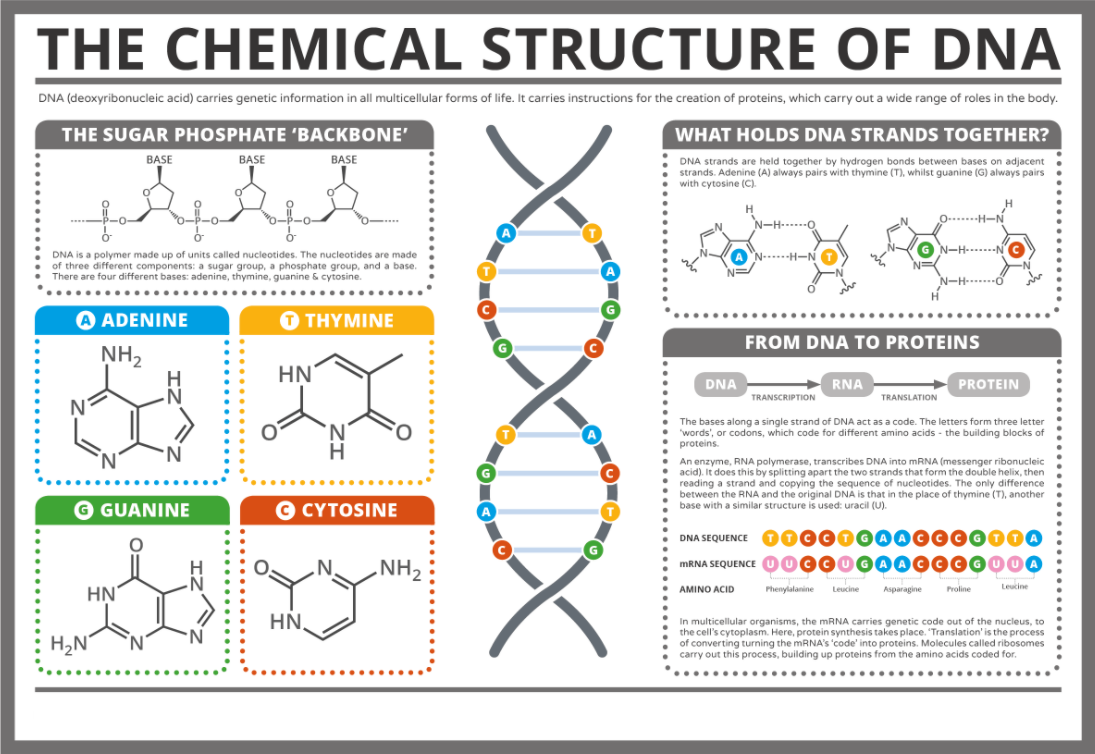 THE CHEMICAL STRUCTURE OF DNA
DNA (deoxyribonucleic acid) carries genetic information in all multicellular forms of life. It carries instructions for the creation of proteins, which carry out a wide range of roles in the body.
THE SUGAR PHOSPHATE ‘BACKBONE’
BASE BASE BASE
O O O
O O O
P O O P O O P O O
O⁻ O⁻ O⁻
DNA is a polymer made up of units called nucleotides. The nucleotides are made
of three different components: a sugar group, a phosphate group, and a base.
There are four different bases: adenine, thymine, guanine & cytosine.
A ADENINE
NH₂
H
N N
N N
T THYMINE
HN
O N O
H
G GUANINE
O
H
HN N
H₂N N N
C CYTOSINE
O N NH₂
HN
A T
T A
C G
G C
T A
G C
A T
C G
WHAT HOLDS DNA STRANDS TOGETHER?
DNA strands are held together by hydrogen bonds between bases on adjacent
strands. Adenine (A) always pairs with thymine (T), whilst guanine (G) always pairs
with cytosine (C).
H H
N N H O N O H N
N A N H N T N G N H N C
N N O N N H O N
H
FROM DNA TO PROTEINS
DNA RNA PROTEIN
TRANSCRIPTION TRANSLATION
The bases along a single strand of DNA act as a code. The letters form three letter
‘words’, or codons, which code for different amino acids - the building blocks of
proteins.
An enzyme, RNA polymerase, transcribes DNA into mRNA (messenger ribonucleic
acid). It does this by splitting apart the two strands that form the double helix, then
reading a strand and copying the sequence of nucleotides. The only difference
between the RNA and the original DNA is that in the place of thymine (T), another
base with a similar structure is used: uracil (U).
DNA SEQUENCE T T C C T G A A C C C G T T A
mRNA SEQUENCE U U C C U G A A C C C G U U A
AMINO ACID Phenylalanine Leucine Asparagine Proline Leucine
In multicellular organisms, the mRNA carries genetic code out of the nucleus, to
the cell’s cytoplasm. Here, protein synthesis takes place. ‘Translation’ is the process
of converting turning the mRNA’s ‘code’ into proteins. Molecules called ribosomes
carry out this process, building up proteins from the amino acids coded for.